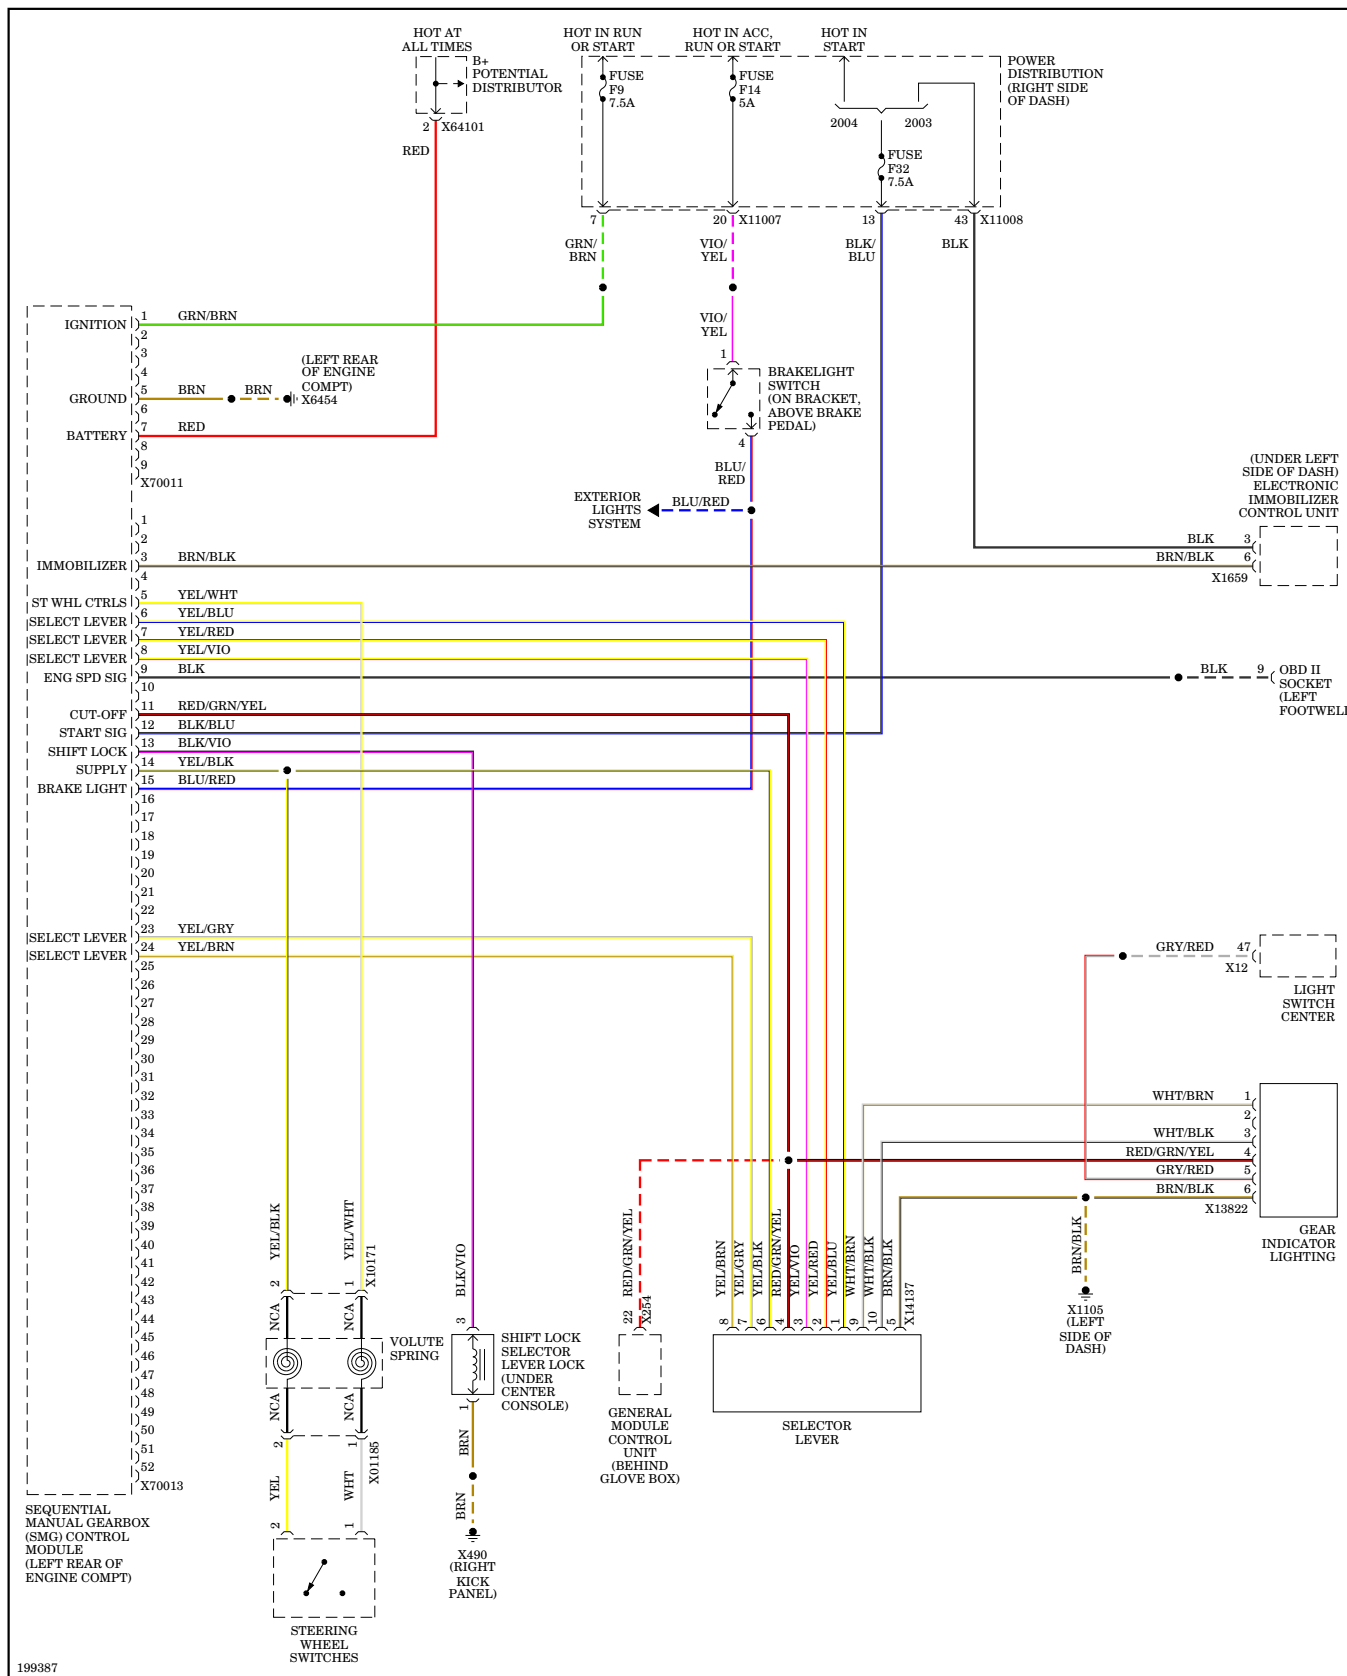 HOT AT
ALL TIMES
B+
POTENTIAL
DISTRIBUTOR
2 X64101
RED
HOT IN RUN
OR START
HOT IN ACC,
RUN OR START
HOT IN
START
POWER
DISTRIBUTION
(RIGHT SIDE
OF DASH)
FUSE
F9
7.5A
FUSE
F14
5A
2004
2003
FUSE
F32
7.5A
7
20 X11007
13
43 X11008
GRN/
BRN
VIO/
YEL
BLK/
BLU
BLK
VIO/
YEL
1
BRAKELIGHT
SWITCH
(ON BRACKET,
ABOVE BRAKE
PEDAL)
4
BLU/
RED
EXTERIOR
LIGHTS
SYSTEM
BLU/RED
IGNITION 1 GRN/BRN
2
3
4
GROUND 5 BRN BRN
(LEFT REAR
OF ENGINE
COMPT)
X6454
6
BATTERY 7 RED
8
9
X70011
1
2
IMMOBILIZER 3 BRN/BLK
4
ST WHL CTRLS 5 YEL/WHT
SELECT LEVER 6 YEL/BLU
SELECT LEVER 7 YEL/RED
SELECT LEVER 8 YEL/VIO
ENG SPD SIG 9 BLK
10
CUT-OFF 11 RED/GRN/YEL
START SIG 12 BLK/BLU
SHIFT LOCK 13 BLK/VIO
SUPPLY 14 YEL/BLK
BRAKE LIGHT 15 BLU/RED
16
17
18
19
20
21
22
SELECT LEVER 23 YEL/GRY
SELECT LEVER 24 YEL/BRN
25
26
27
28
29
30
31
32
33
34
35
36
37
38
39
40
41
42
43
44
45
46
47
48
49
50
51
52
X70013
SEQUENTIAL
MANUAL GEARBOX
(SMG) CONTROL
MODULE
(LEFT REAR OF
ENGINE COMPT)
(UNDER LEFT
SIDE OF DASH)
ELECTRONIC
IMMOBILIZER
CONTROL UNIT
BLK 3
BRN/BLK 6
X1659
BLK 9
OBD II
SOCKET
(LEFT
FOOTWELL
GRY/RED 47
X12
LIGHT
SWITCH
CENTER
WHT/BRN 1
2
WHT/BLK 3
RED/GRN/YEL 4
GRY/RED 5
BRN/BLK 6
X13822
GEAR
INDICATOR
LIGHTING
BRN/BLK
X1105
(LEFT
SIDE OF
DASH)
YEL/BLK
YEL/WHT
2
1
X10171
NCA
NCA
VOLUTE
SPRING
NCA
NCA
2
1
X01185
YEL
WHT
2
1
STEERING
WHEEL
SWITCHES
BLK/VIO
3
SHIFT LOCK
SELECTOR
LEVER LOCK
(UNDER
CENTER
CONSOLE)
1
BRN
BRN
X490
(RIGHT
KICK
PANEL)
RED/GRN/YEL
22
X254
GENERAL
MODULE
CONTROL
UNIT
(BEHIND
GLOVE BOX)
YEL/BRN
YEL/GRY
YEL/BLK
RED/GRN/YEL
YEL/VIO
YEL/RED
YEL/BLU
WHT/BRN
WHT/BLK
BRN/BLK
8
7
6
4
3
2
1
9
10
5
X14137
SELECTOR
LEVER
199387